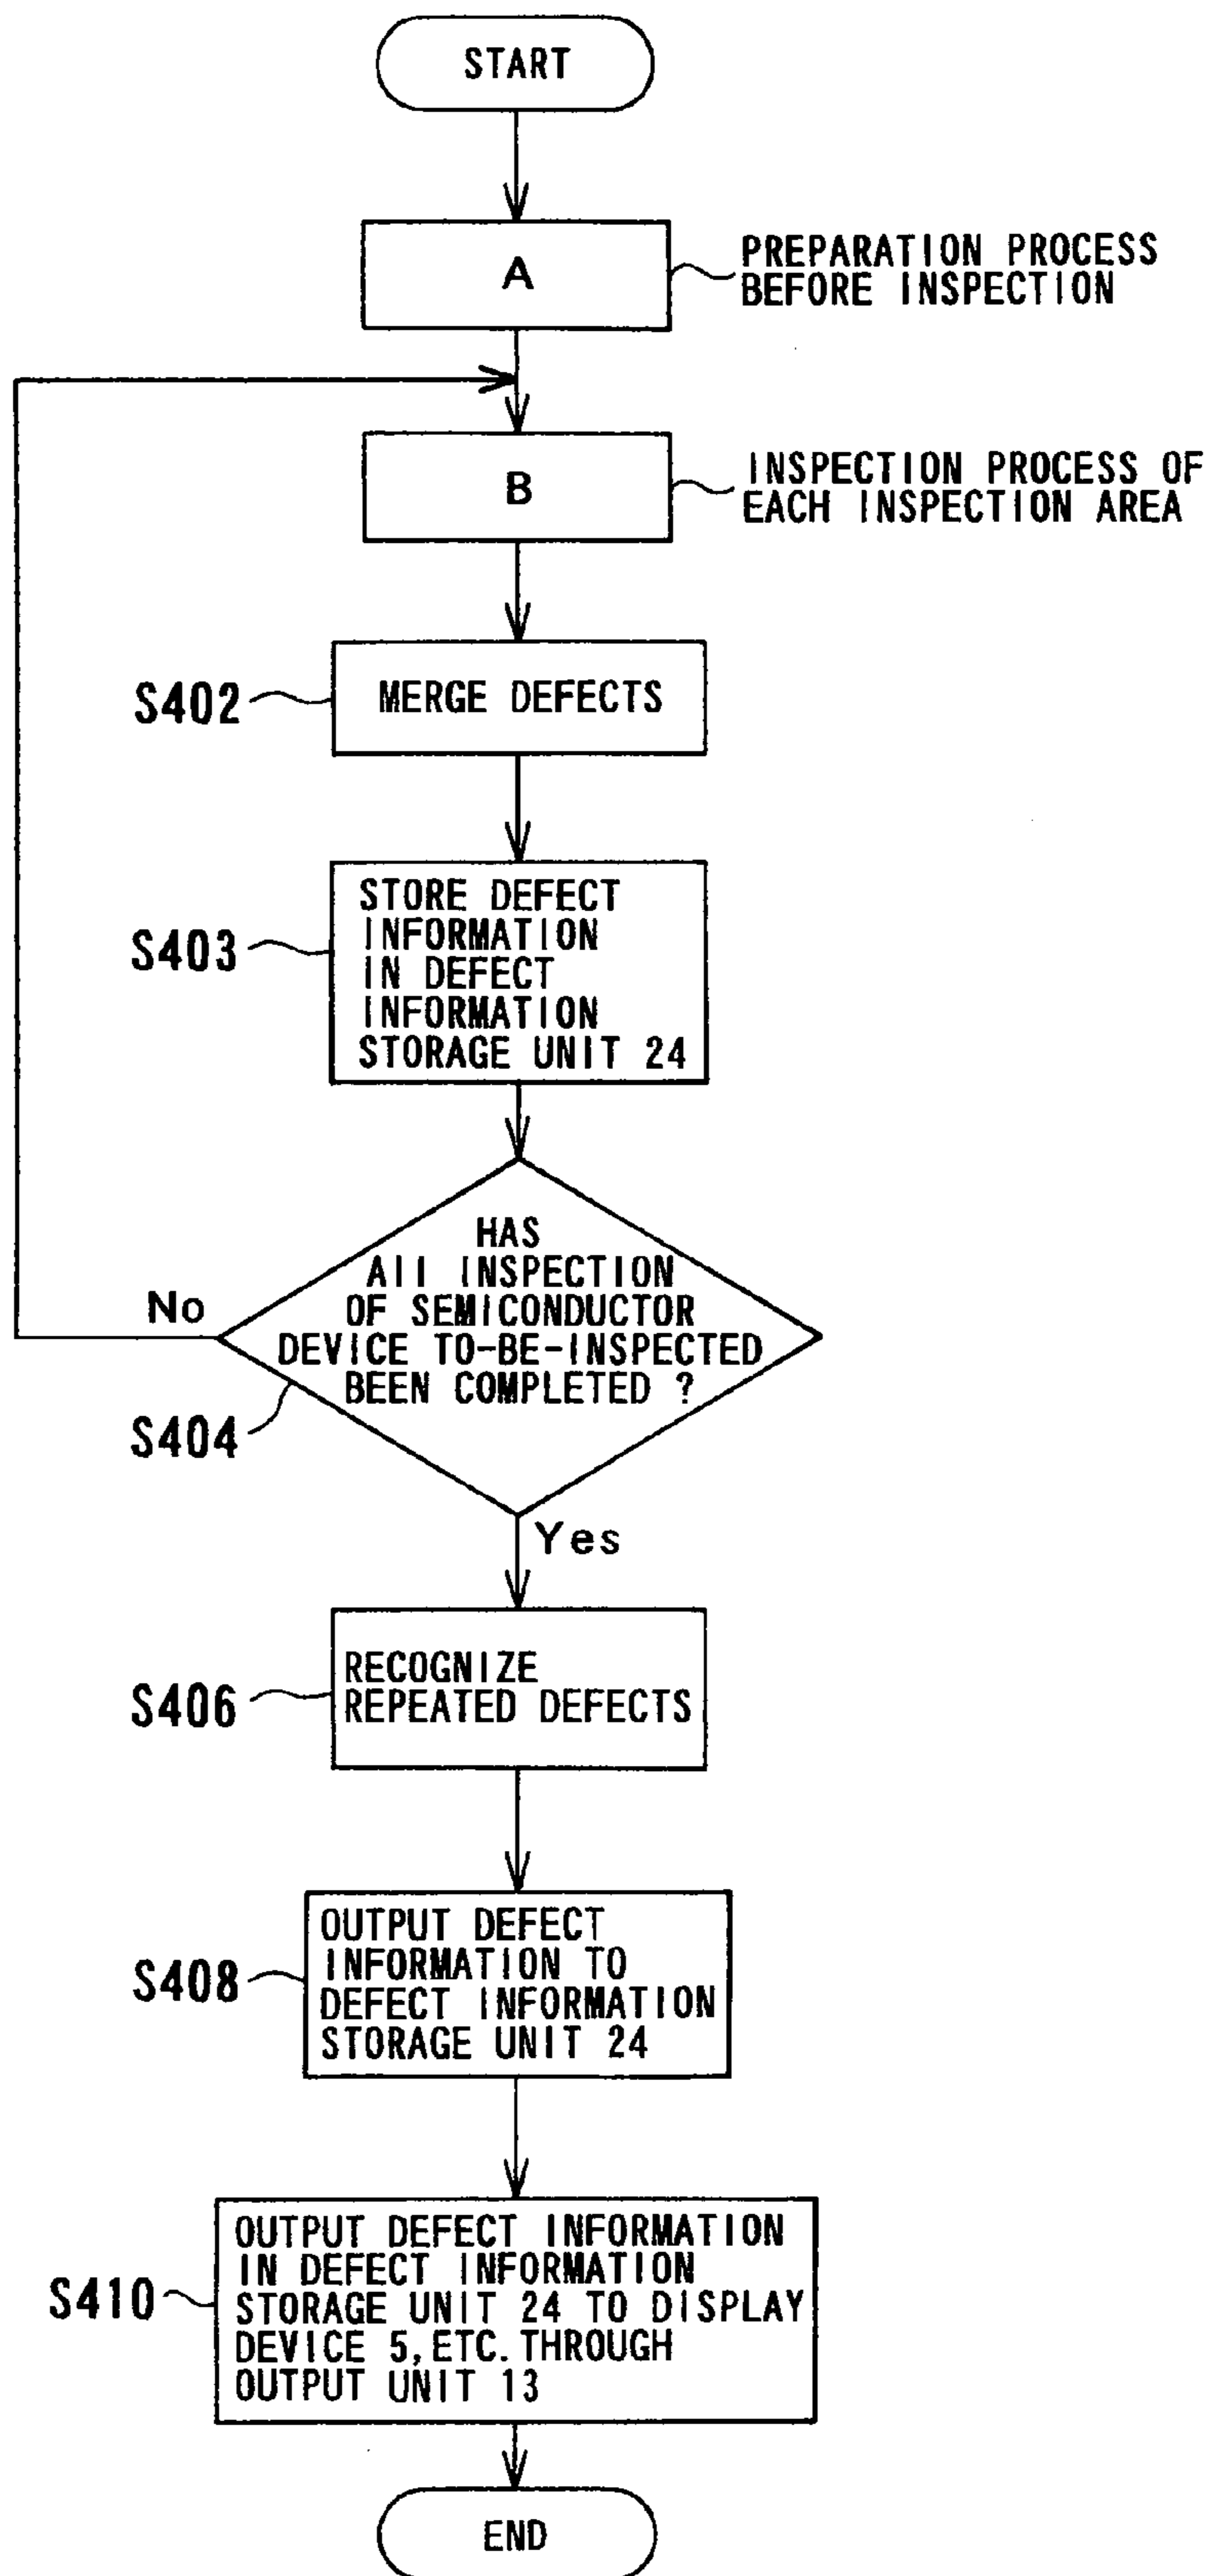 START
A
PREPARATION PROCESS
BEFORE INSPECTION
B
INSPECTION PROCESS OF
EACH INSPECTION AREA
S402
MERGE DEFECTS
S403
STORE DEFECT
INFORMATION
IN DEFECT
INFORMATION
STORAGE UNIT 24
HAS
All INSPECTION
OF SEMICONDUCTOR
DEVICE TO-BE-INSPECTED
BEEN COMPLETED ?
No
S404
Yes
S406
RECOGNIZE
REPEATED DEFECTS
S408
OUTPUT DEFECT
INFORMATION TO
DEFECT INFORMATION
STORAGE UNIT 24
S410
OUTPUT DEFECT INFORMATION
IN DEFECT INFORMATION
STORAGE UNIT 24 TO DISPLAY
DEVICE 5, ETC. THROUGH
OUTPUT UNIT 13
END